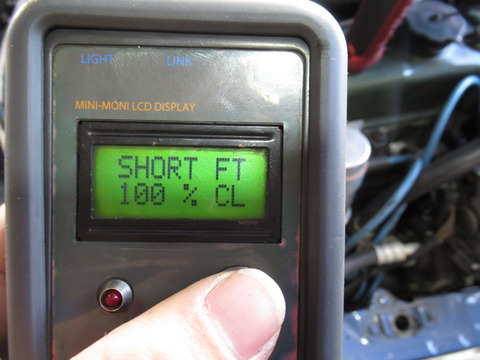 LIGHT LINK
MINI-MONI LCD DISPLAY
SHORT FT
100 % CL